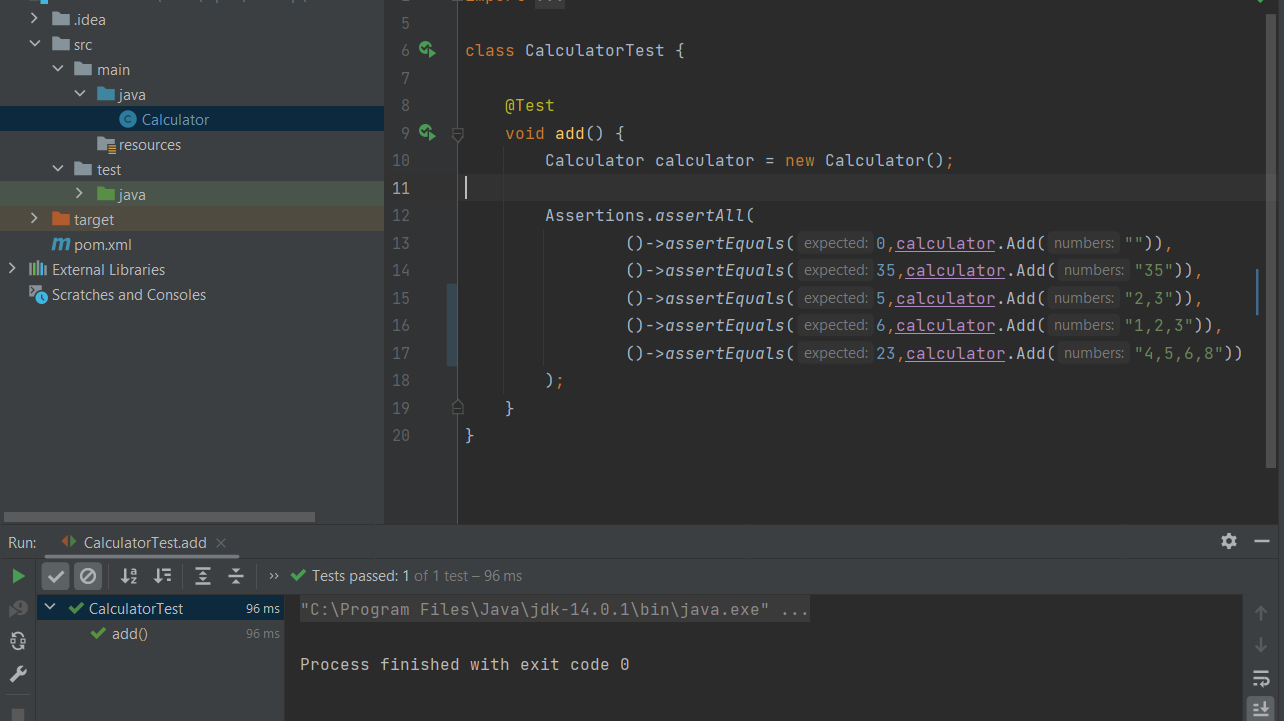 .idea
src
main
java
Calculator
resources
test
java
target
pom.xml
External Libraries
Scratches and Consoles
5
6 class CalculatorTest {
7
8 @Test
9 void add() {
10 Calculator calculator = new Calculator();
11
12 Assertions.assertAll(
13 ()->assertEquals( expected: 0,calculator.Add( numbers: "")),
14 ()->assertEquals( expected: 35,calculator.Add( numbers: "35")),
15 ()->assertEquals( expected: 5,calculator.Add( numbers: "2,3")),
16 ()->assertEquals( expected: 6,calculator.Add( numbers: "1,2,3")),
17 ()->assertEquals( expected: 23,calculator.Add( numbers: "4,5,6,8"))
18 );
19 }
20 }
Run: CalculatorTest.add
Tests passed: 1 of 1 test – 96 ms
CalculatorTest 96 ms
add() 96 ms
"C:\Program Files\Java\jdk-14.0.1\bin\java.exe" ...
Process finished with exit code 0